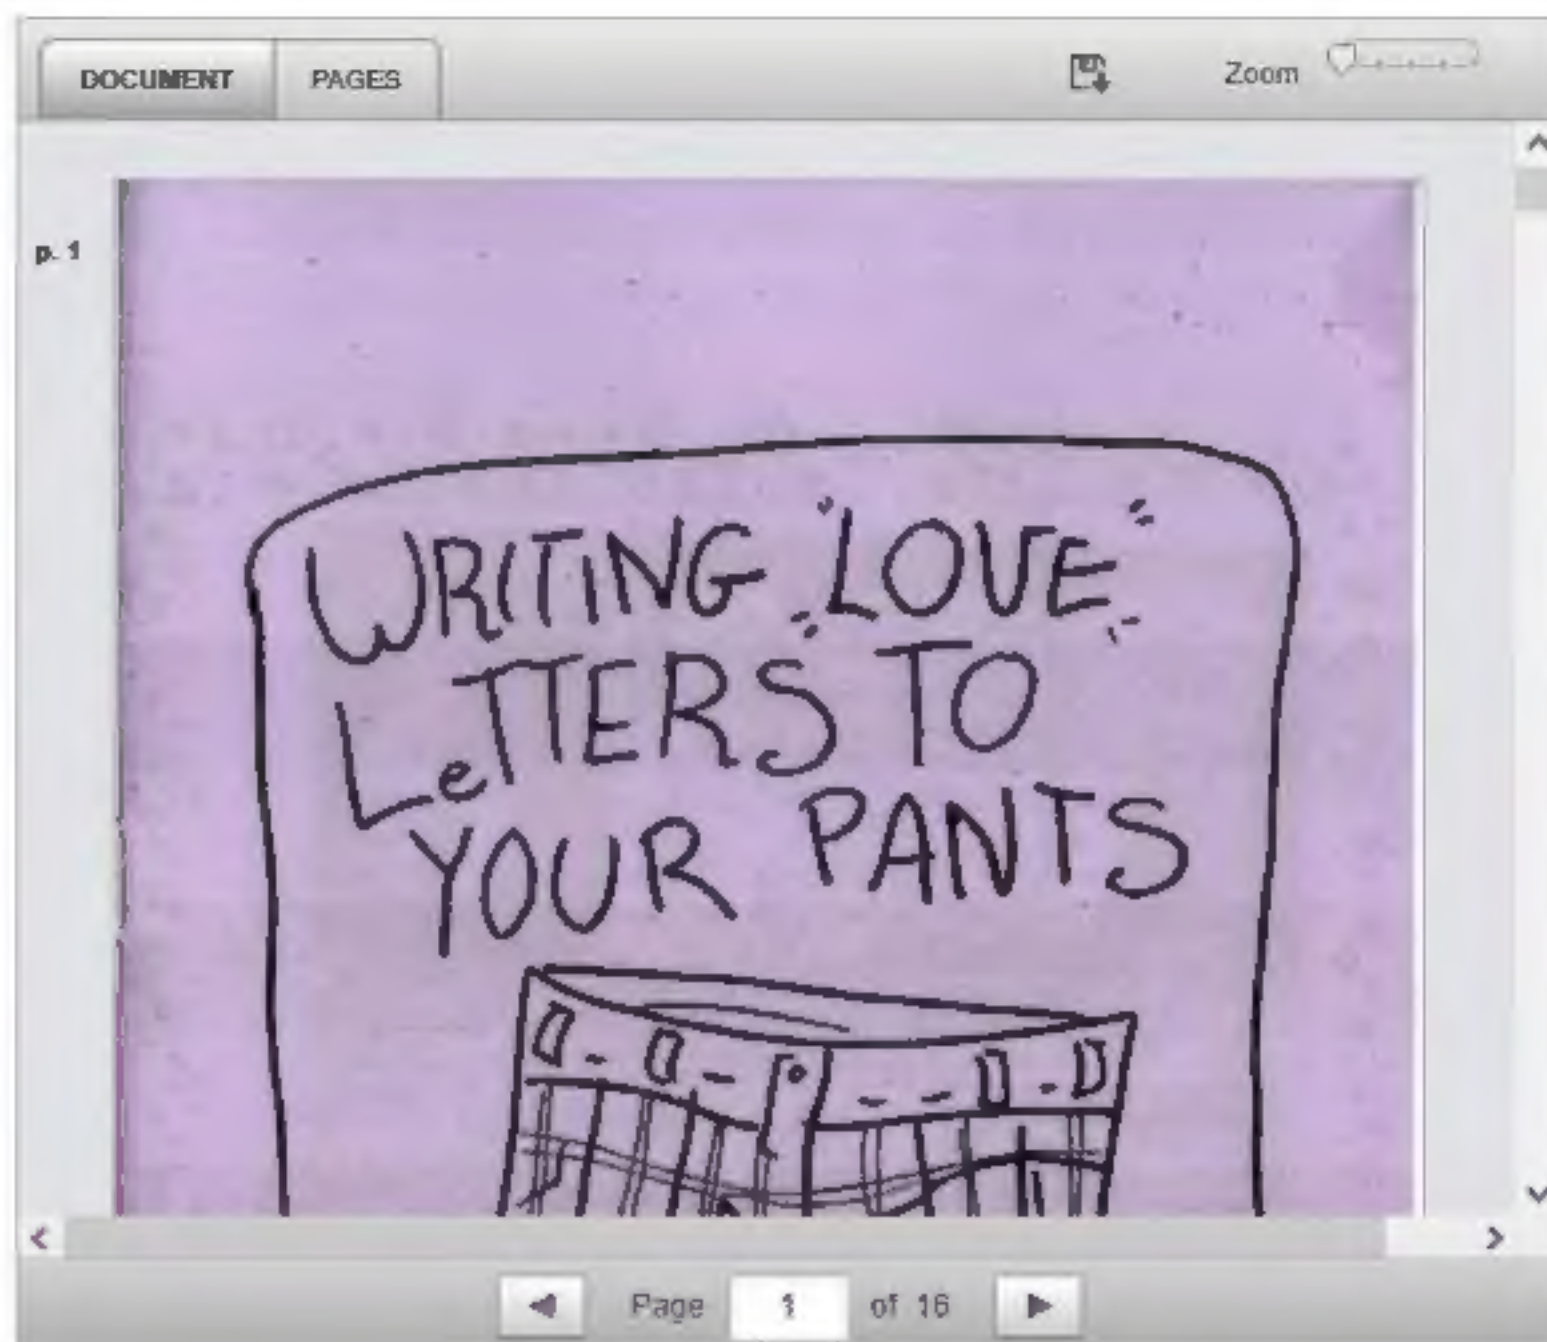 DOCUMENT PAGES Zoom
p. 1
WRITING LOVE
LeTTERS TO
YOUR PANTS
Page 1 of 16